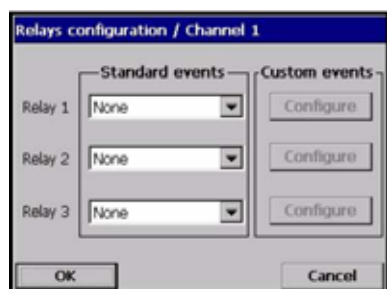 Relays configuration / Channel 1
Standard events Custom events
Relay 1 None Configure
Relay 2 None Configure
Relay 3 None Configure
OK Cancel